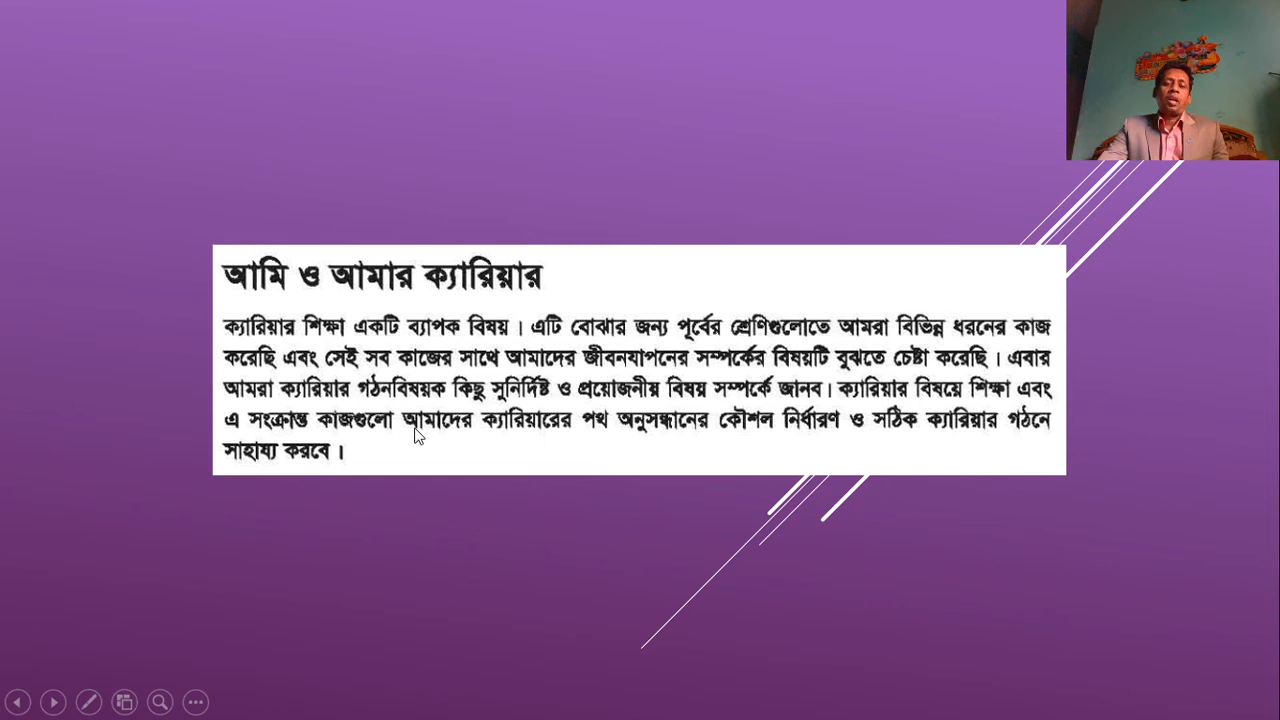 আমি ও আমার ক্যারিয়ার
ক্যারিয়ার শিক্ষা একটি ব্যাপক বিষয়। এটি বোঝার জন্য পূর্বের শ্রেণিগুলোতে আমরা বিভিন্ন ধরনের কাজ
করেছি এবং সেই সব কাজের সাথে আমাদের জীবনযাপনের সম্পর্কের বিষয়টি বুঝতে চেষ্টা করেছি। এবার
আমরা ক্যারিয়ার গঠনবিষয়ক কিছু সুনির্দিষ্ট ও প্রয়োজনীয় বিষয় সম্পর্কে জানব। ক্যারিয়ার বিষয়ে শিক্ষা এবং
এ সংক্রান্ত কাজগুলো আমাদের ক্যারিয়ারের পথ অনুসন্ধানের কৌশল নির্ধারণ ও সঠিক ক্যারিয়ার গঠনে
সাহায্য করবে।